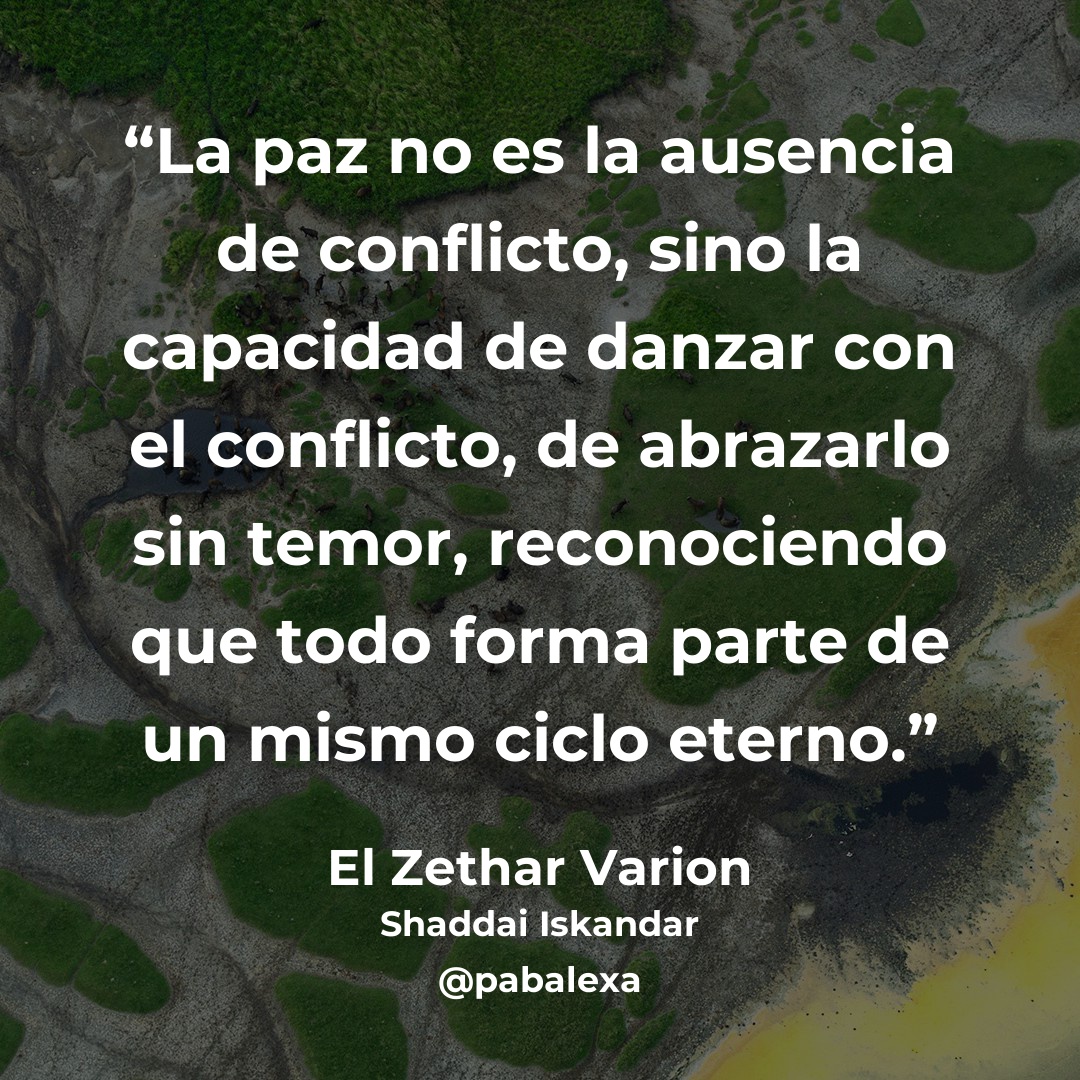 “La paz no es la ausencia
de conflicto, sino la
capacidad de danzar con
el conflicto, de abrazarlo
sin temor, reconociendo
que todo forma parte de
un mismo ciclo eterno.”
El Zethar Varion
Shaddai Iskandar
@pabalexa